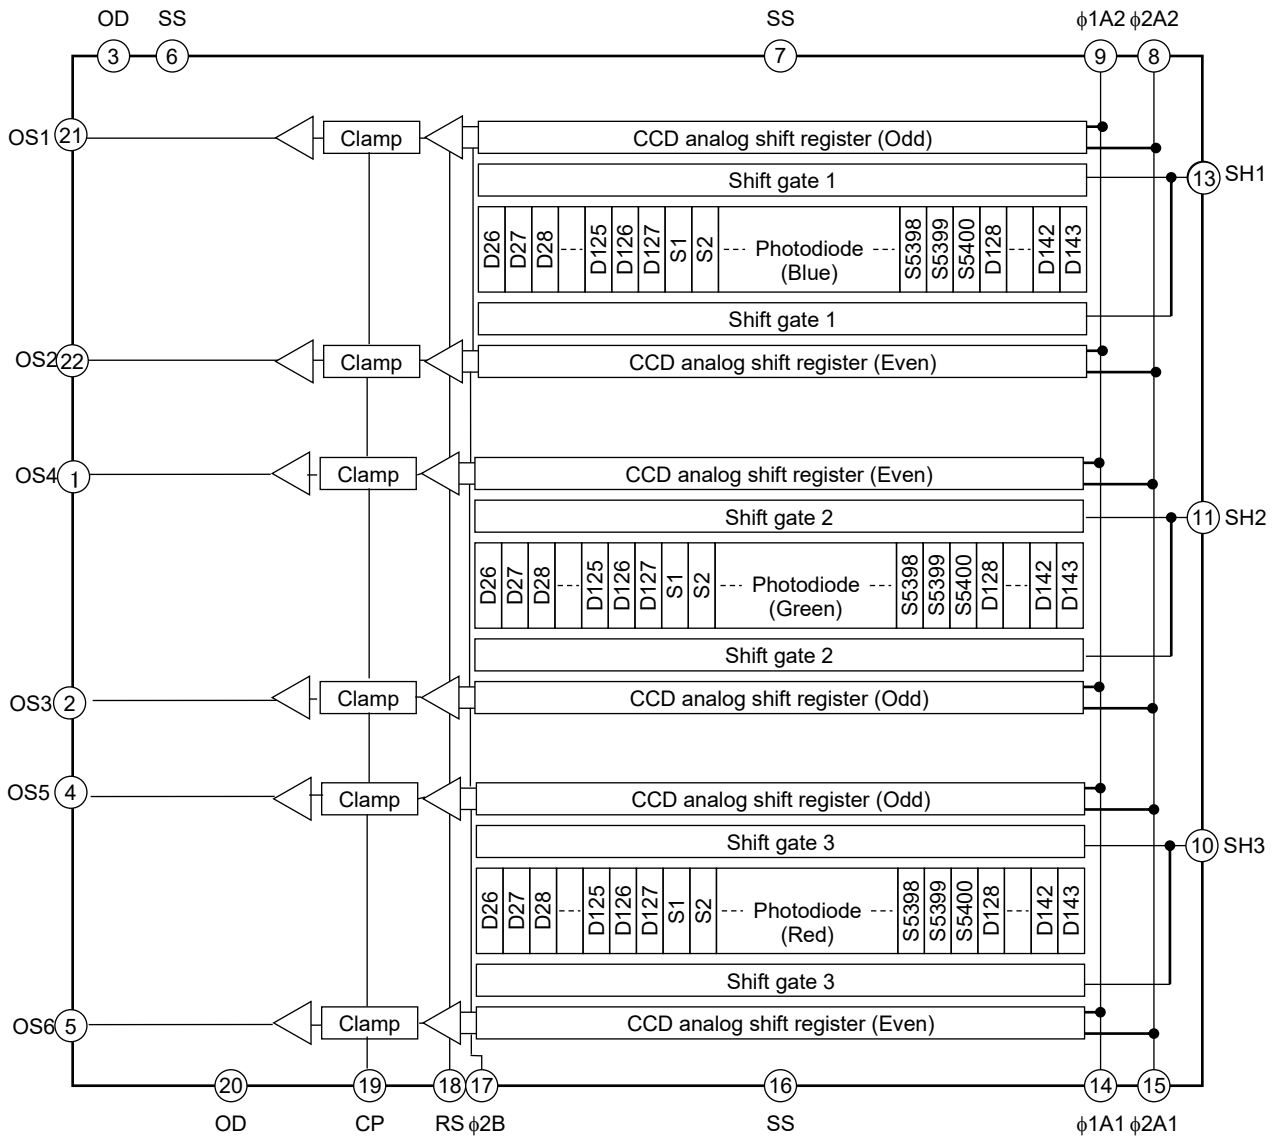 OD SS SS ϕ1A2 ϕ2A2
3 6 7 9 8
OS1 21 Clamp CCD analog shift register (Odd)
Shift gate 1 13 SH1
D26 D27 D28 D125 D126 D127 S1 S2 Photodiode (Blue) S5398 S5399 S5400 D128 D142 D143
Shift gate 1
OS2 22 Clamp CCD analog shift register (Even)
OS4 1 Clamp CCD analog shift register (Even)
Shift gate 2 11 SH2
D26 D27 D28 D125 D126 D127 S1 S2 Photodiode (Green) S5398 S5399 S5400 D128 D142 D143
Shift gate 2
OS3 2 Clamp CCD analog shift register (Odd)
OS5 4 Clamp CCD analog shift register (Odd)
Shift gate 3 10 SH3
D26 D27 D28 D125 D126 D127 S1 S2 Photodiode (Red) S5398 S5399 S5400 D128 D142 D143
Shift gate 3
OS6 5 Clamp CCD analog shift register (Even)
20 19 18 17 16 14 15
OD CP RS ϕ2B SS ϕ1A1 ϕ2A1